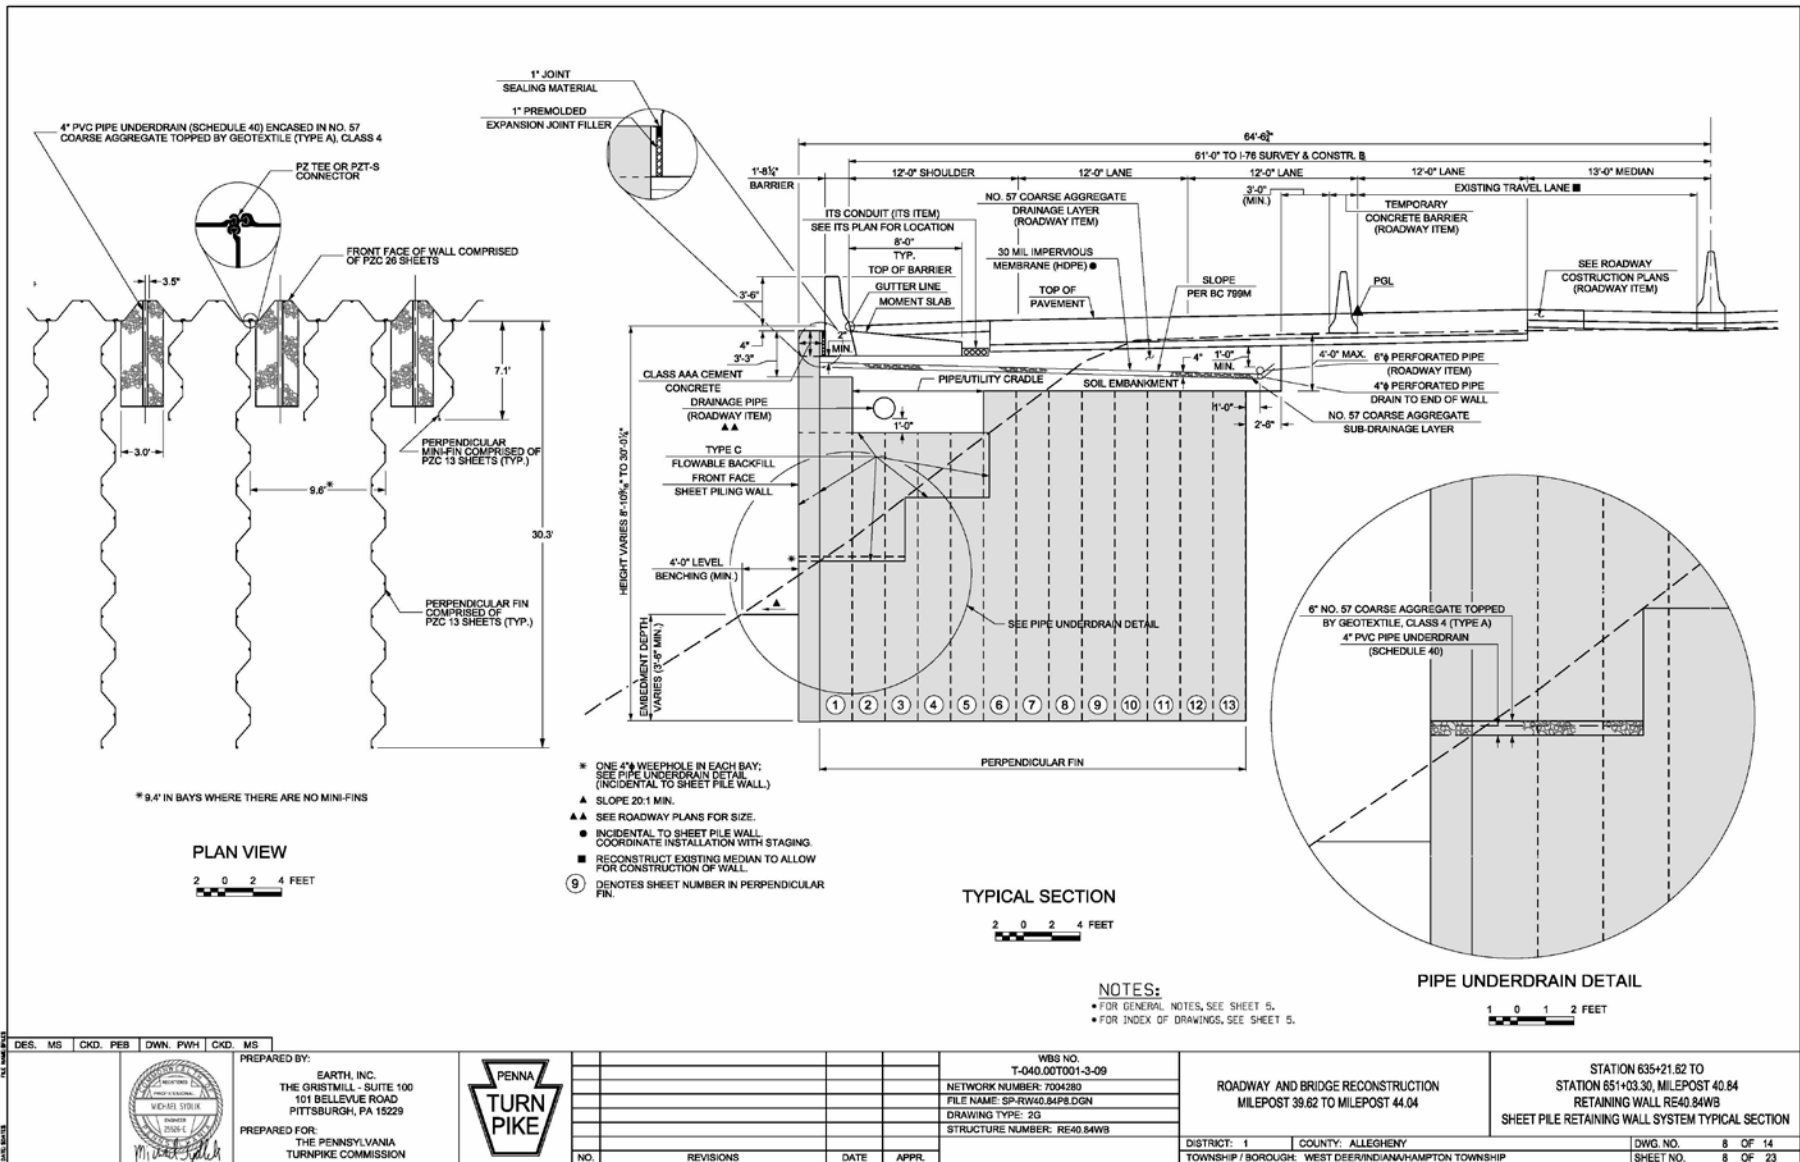 4" PVC PIPE UNDERDRAIN (SCHEDULE 40) ENCASED IN NO. 57
COARSE AGGREGATE TOPPED BY GEOTEXTILE (TYPE A), CLASS 4
PZ TEE OR PZT-S
CONNECTOR
FRONT FACE OF WALL COMPRISED
OF PZC 26 SHEETS
3.5"
7.1'
3.0'
PERPENDICULAR
MINI-FIN COMPRISED OF
PZC 13 SHEETS (TYP.)
9.6'*
30.3'
PERPENDICULAR FIN
COMPRISED OF
PZC 13 SHEETS (TYP.)
* 9.4' IN BAYS WHERE THERE ARE NO MINI-FINS
PLAN VIEW
2 0 2 4 FEET
1" JOINT
SEALING MATERIAL
1" PREMOLDED
EXPANSION JOINT FILLER
61'-0" TO I-76 SURVEY & CONSTR. B
1'-8¼"
BARRIER
12'-0" SHOULDER
12'-0" LANE
12'-0" LANE
12'-0" LANE
13'-0" MEDIAN
EXISTING TRAVEL LANE ■
3'-0"
(MIN.)
ITS CONDUIT (ITS ITEM)
SEE ITS PLAN FOR LOCATION
8'-0"
TYP.
TOP OF BARRIER
GUTTER LINE
MOMENT SLAB
NO. 57 COARSE AGGREGATE
DRAINAGE LAYER
(ROADWAY ITEM)
30 MIL IMPERVIOUS
MEMBRANE (HDPE) ●
TOP OF
PAVEMENT
SLOPE
PER BC 799M
TEMPORARY
CONCRETE BARRIER
(ROADWAY ITEM)
PGL
SEE ROADWAY
COSTRUCTION PLANS
(ROADWAY ITEM)
3'-6"
4"
3'-3"
2"
MIN.
CLASS AAA CEMENT
CONCRETE
DRAINAGE PIPE
(ROADWAY ITEM)
▲▲
PIPE/UTILITY CRADLE
SOIL EMBANKMENT
4"
1'-0"
MIN.
4'-0" MAX.
6"ϕ PERFORATED PIPE
(ROADWAY ITEM)
4"ϕ PERFORATED PIPE
DRAIN TO END OF WALL
NO. 57 COARSE AGGREGATE
SUB-DRAINAGE LAYER
1'-0"
1'-0"
2'-6"
TYPE C
FLOWABLE BACKFILL
FRONT FACE
SHEET PILING WALL
*
4'-0" LEVEL
BENCHING (MIN.)
▲
EMBEDMENT DEPTH
VARIES (3'-6" MIN.)
SEE PIPE UNDERDRAIN DETAIL
1 2 3 4 5 6 7 8 9 10 11 12 13
PERPENDICULAR FIN
* ONE 4"ϕ WEEPHOLE IN EACH BAY;
SEE PIPE UNDERDRAIN DETAIL
(INCIDENTAL TO SHEET PILE WALL.)
▲ SLOPE 20:1 MIN.
▲▲ SEE ROADWAY PLANS FOR SIZE.
● INCIDENTAL TO SHEET PILE WALL.
COORDINATE INSTALLATION WITH STAGING.
■ RECONSTRUCT EXISTING MEDIAN TO ALLOW
FOR CONSTRUCTION OF WALL.
9 DENOTES SHEET NUMBER IN PERPENDICULAR
FIN.
TYPICAL SECTION
2 0 2 4 FEET
6" NO. 57 COARSE AGGREGATE TOPPED
BY GEOTEXTILE, CLASS 4 (TYPE A)
4" PVC PIPE UNDERDRAIN
(SCHEDULE 40)
PIPE UNDERDRAIN DETAIL
1 0 1 2 FEET
NOTES:
• FOR GENERAL NOTES, SEE SHEET 5.
• FOR INDEX OF DRAWINGS, SEE SHEET 5.
DES. MS CKD. PEB DWN. PWH CKD. MS
REGISTERED
PROFESSIONAL
MICHAEL SYDLIK
ENGINEER
PREPARED BY:
EARTH, INC.
THE GRISTMILL - SUITE 100
101 BELLEVUE ROAD
PITTSBURGH, PA 15229
PREPARED FOR:
THE PENNSYLVANIA
TURNPIKE COMMISSION
PENNA
TURN
PIKE
NO. REVISIONS DATE APPR.
WBS NO.
T-040.00T001-3-09
NETWORK NUMBER: 7004280
FILE NAME: SP-RW40.84P8.DGN
DRAWING TYPE: 2G
STRUCTURE NUMBER: RE40.84WB
ROADWAY AND BRIDGE RECONSTRUCTION
MILEPOST 39.62 TO MILEPOST 44.04
STATION 635+21.62 TO
STATION 651+03.30, MILEPOST 40.84
RETAINING WALL RE40.84WB
SHEET PILE RETAINING WALL SYSTEM TYPICAL SECTION
DISTRICT: 1 COUNTY: ALLEGHENY
TOWNSHIP / BOROUGH: WEST DEER/INDIANA/HAMPTON TOWNSHIP
DWG. NO. 8 OF 14
SHEET NO. 8 OF 23